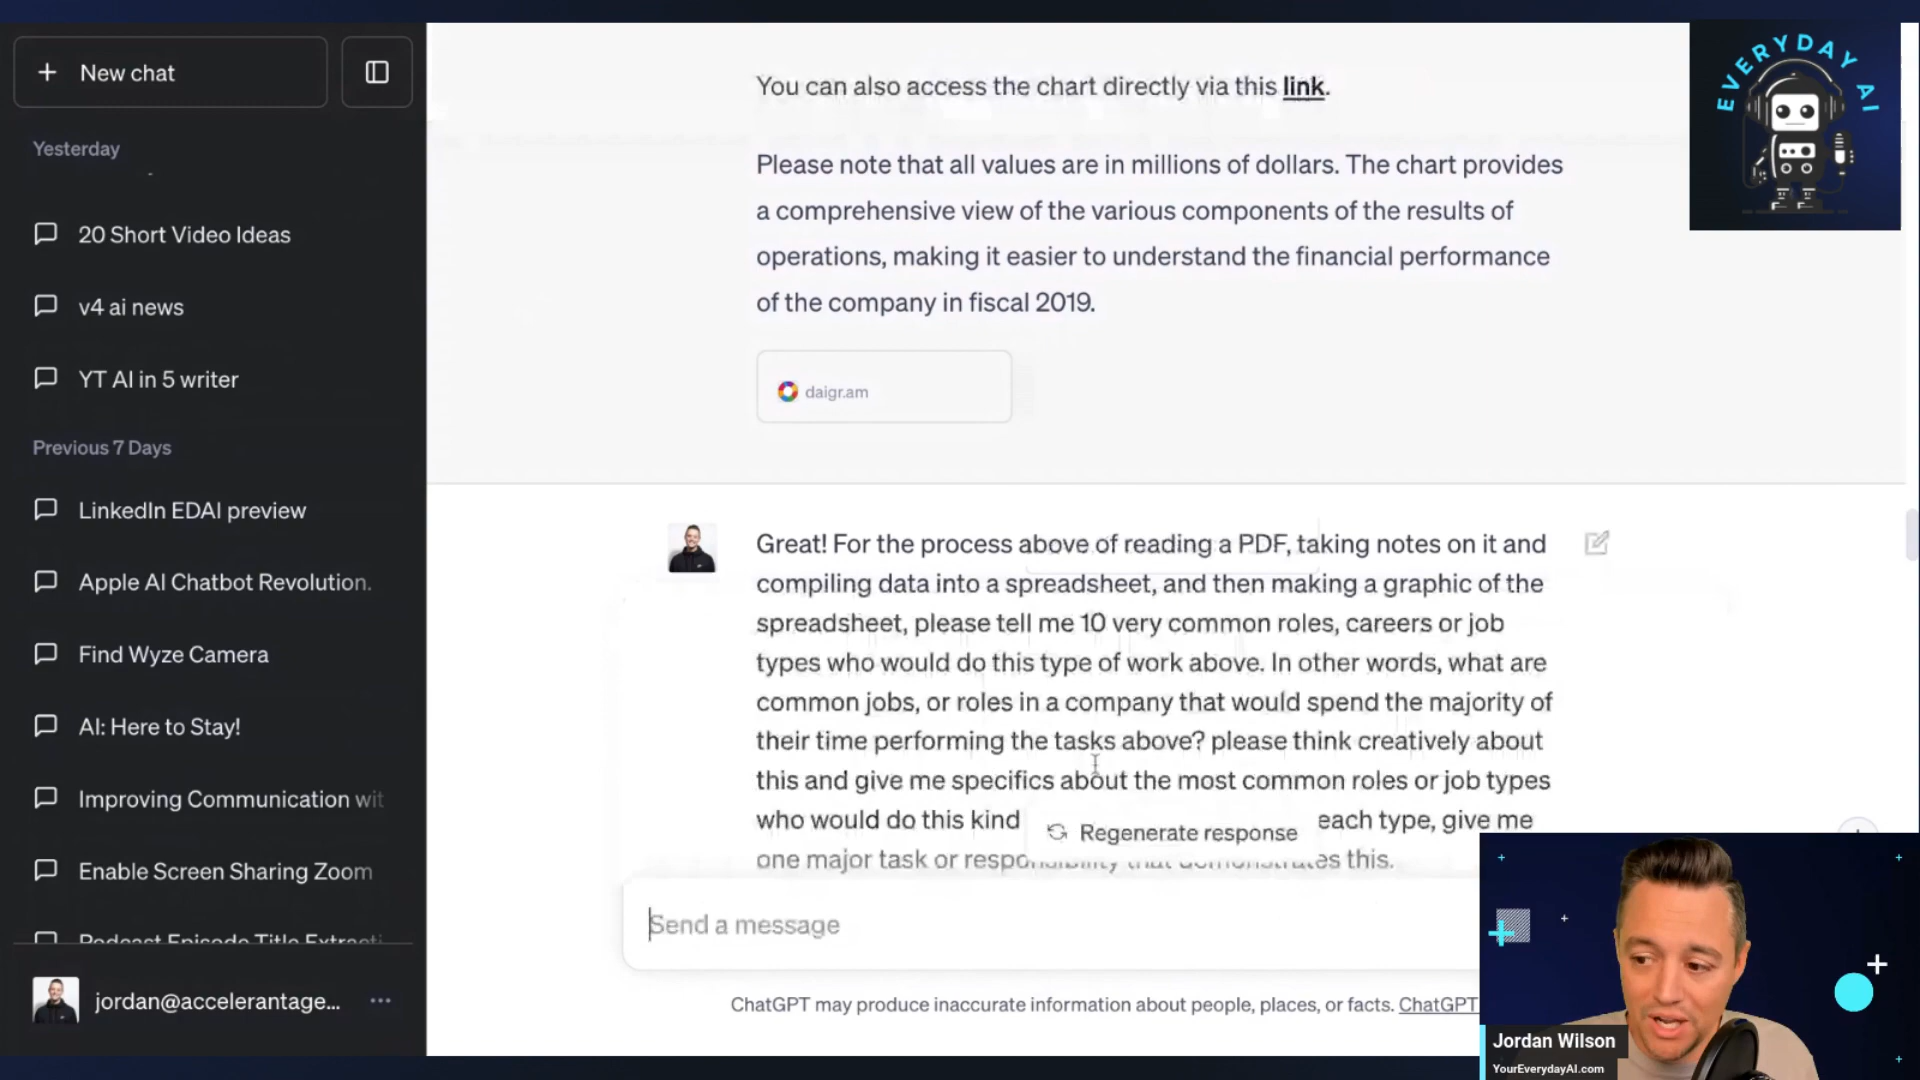 New chat
Yesterday
20 Short Video Ideas
v4 ai news
YT AI in 5 writer
Previous 7 Days
LinkedIn EDAI preview
Apple AI Chatbot Revolution.
Find Wyze Camera
AI: Here to Stay!
Improving Communication wit
Enable Screen Sharing Zoom
Podcast Episode Title Extracti
jordan@accelerantage...
You can also access the chart directly via this link.
Please note that all values are in millions of dollars. The chart provides
a comprehensive view of the various components of the results of
operations, making it easier to understand the financial performance
of the company in fiscal 2019.
daigr.am
Great! For the process above of reading a PDF, taking notes on it and
compiling data into a spreadsheet, and then making a graphic of the
spreadsheet, please tell me 10 very common roles, careers or job
types who would do this type of work above. In other words, what are
common jobs, or roles in a company that would spend the majority of
their time performing the tasks above? please think creatively about
this and give me specifics about the most common roles or job types
who would do this kind each type, give me
one major task or responsibility that demonstrates this.
Regenerate response
Send a message
ChatGPT may produce inaccurate information about people, places, or facts. ChatGPT
EVERYDAY AI
Jordan Wilson
YourEverydayAI.com